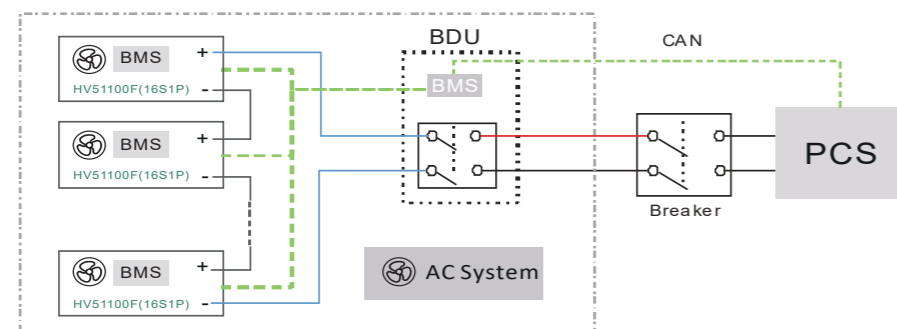 BDU
CAN
BMS
+
HV51100F(16S1P)
-
BMS
BMS
+
HV51100F(16S1P)
-
PCS
Breaker
BMS
+
HV51100F(16S1P)
-
AC System